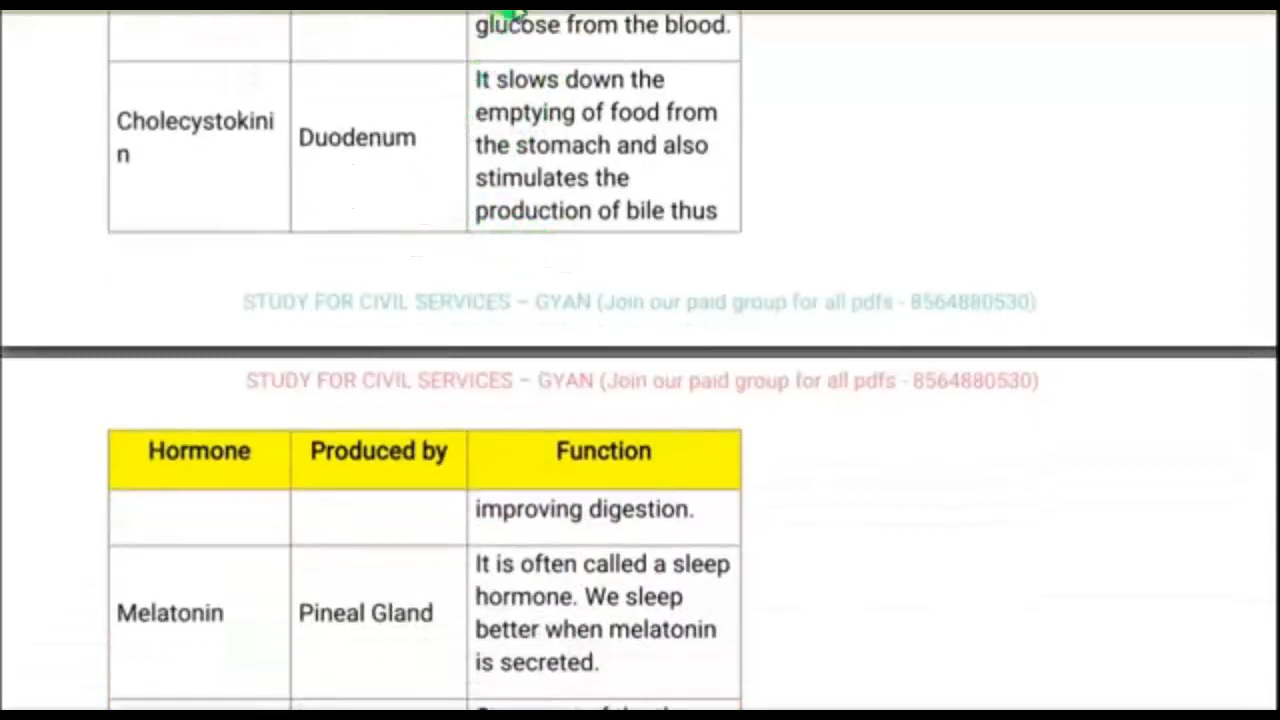 glucose from the blood.
Cholecystokini
n
Duodenum
It slows down the
emptying of food from
the stomach and also
stimulates the
production of bile thus
STUDY FOR CIVIL SERVICES – GYAN (Join our paid group for all pdfs - 8564880530)
STUDY FOR CIVIL SERVICES – GYAN (Join our paid group for all pdfs - 8564880530)
Hormone
Produced by
Function
improving digestion.
Melatonin
Pineal Gland
It is often called a sleep
hormone. We sleep
better when melatonin
is secreted.